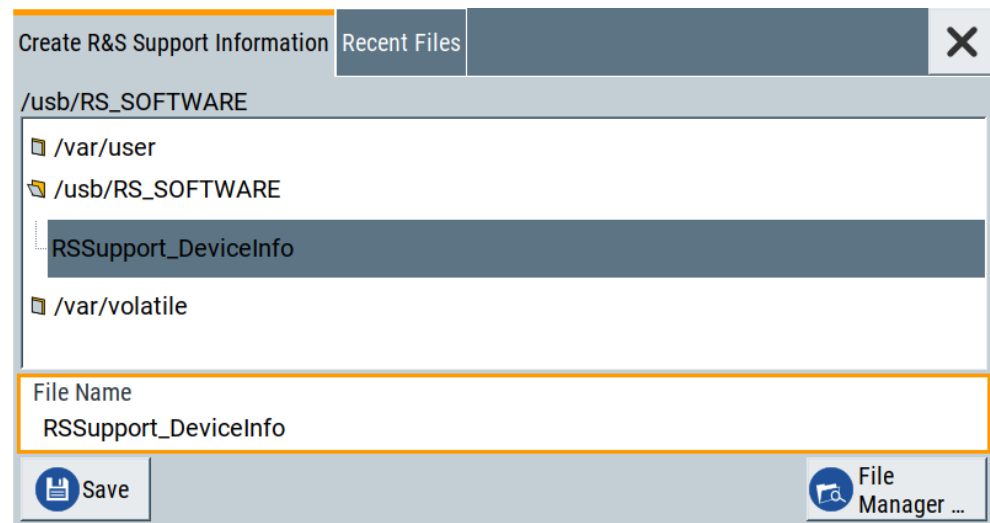 Create R&S Support Information
Recent Files
/usb/RS_SOFTWARE
/var/user
/usb/RS_SOFTWARE
RSSupport_DeviceInfo
/var/volatile
File Name
RSSupport_DeviceInfo
Save
File
Manager ...